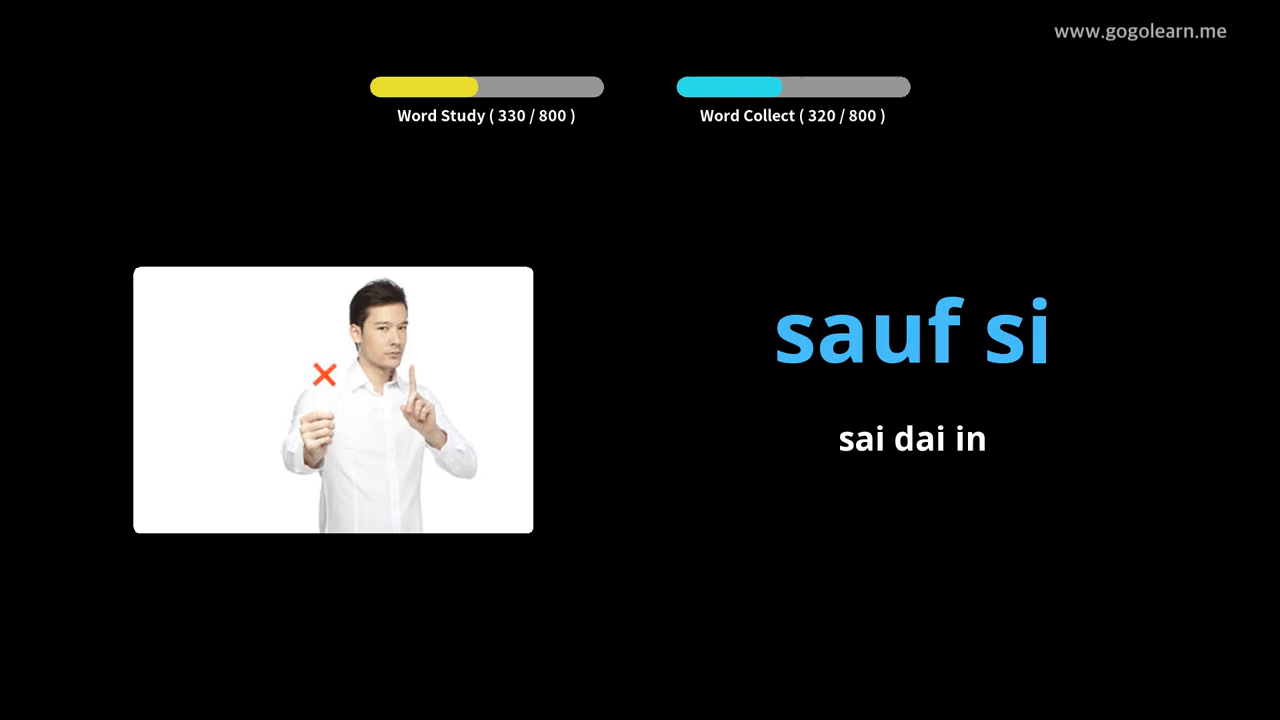 www.gogolearn.me
Word Study ( 330 / 800 )
Word Collect ( 320 / 800 )
sauf si
sai dai in